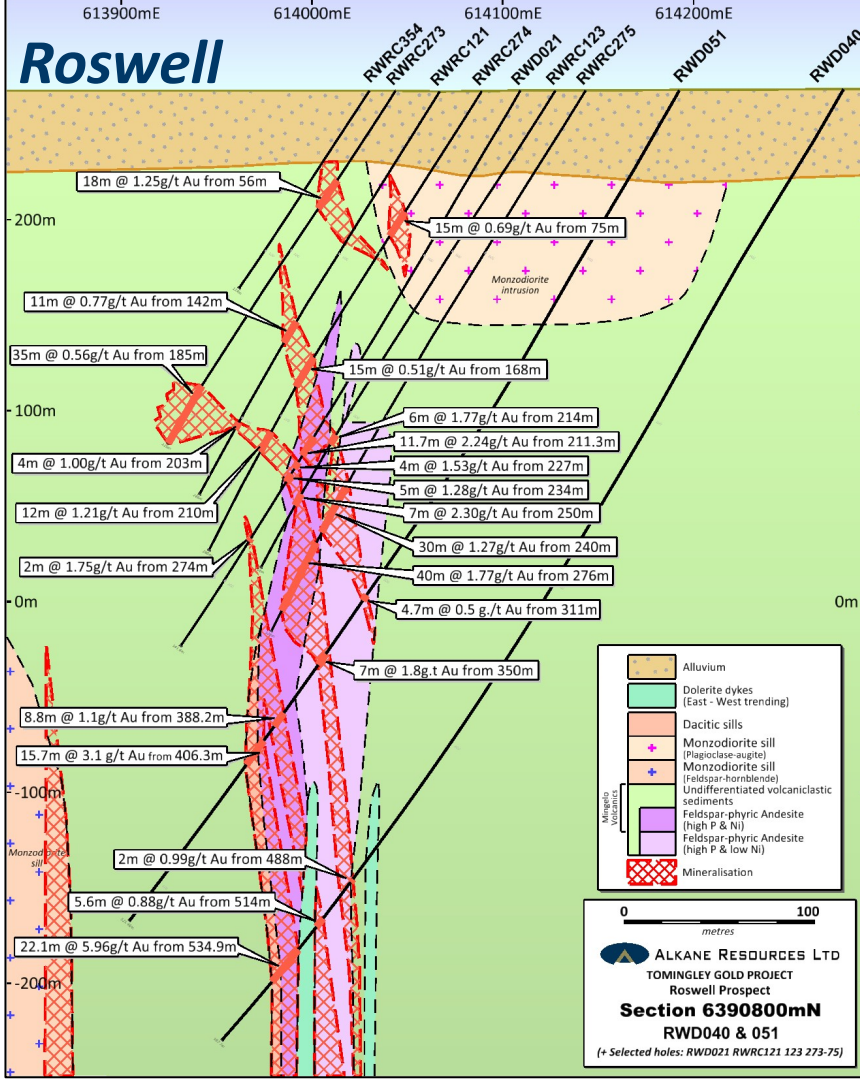 613900mE
614000mE
614100mE
614200mE
Roswell
RWRC354
RWRC273
RWRC121
RWRC274
RWD021
RWRC123
RWRC275
RWD051
RWD040
18m @ 1.25g/t Au from 56m
200m
15m @ 0.69g/t Au from 75m
Monzodiorite
intrusion
11m @ 0.77g/t Au from 142m
35m @ 0.56g/t Au from 185m
15m @ 0.51g/t Au from 168m
100m
6m @ 1.77g/t Au from 214m
11.7m @ 2.24g/t Au from 211.3m
4m @ 1.00g/t Au from 203m
4m @ 1.53g/t Au from 227m
5m @ 1.28g/t Au from 234m
12m @ 1.21g/t Au from 210m
7m @ 2.30g/t Au from 250m
30m @ 1.27g/t Au from 240m
2m @ 1.75g/t Au from 274m
40m @ 1.77g/t Au from 276m
0m
4.7m @ 0.5 g./t Au from 311m
0m
7m @ 1.8g.t Au from 350m
8.8m @ 1.1g/t Au from 388.2m
15.7m @ 3.1 g/t Au from 406.3m
-100m
Monzodiorite
sill
2m @ 0.99g/t Au from 488m
5.6m @ 0.88g/t Au from 514m
22.1m @ 5.96g/t Au from 534.9m
-200m
Alluvium
Dolerite dykes
(East - West trending)
Dacitic sills
Monzodiorite sill
(Plagioclase-augite)
Monzodiorite sill
(Feldspar-hornblende)
Mingelo
Volcanics
Undifferentiated volcaniclastic
sediments
Feldspar-phyric Andesite
(high P & Ni)
Feldspar-phyric Andesite
(high P & low Ni)
Mineralisation
0 100
metres
ALKANE RESOURCES LTD
TOMINGLEY GOLD PROJECT
Roswell Prospect
Section 6390800mN
RWD040 & 051
(+ Selected holes: RWD021 RWRC121 123 273-75)